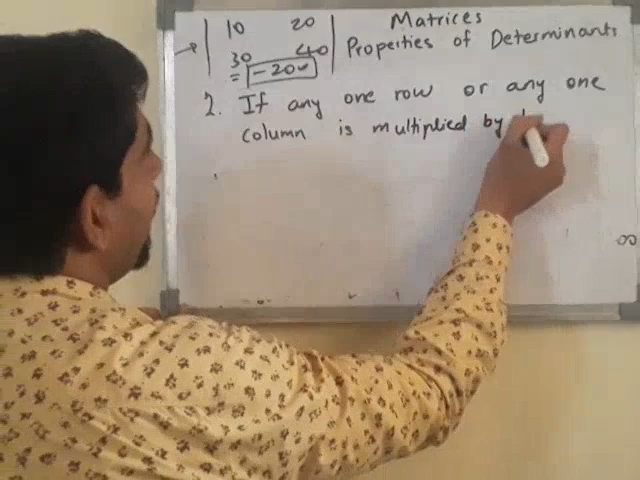 10 20
30 40
= -200
Matrices
Properties of Determinants
2. If any one row or any one
column is multiplied by
∞